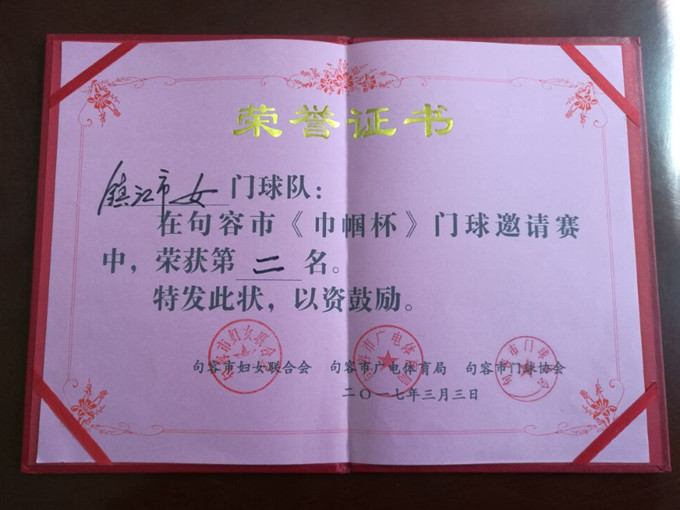 荣誉证书
镇江市女门球队：
在句容市《巾帼杯》门球邀请赛
中，荣获第二名。
特发此状，以资鼓励。
句容市妇女联合会 句容市广电体育局 句容市门球协会
二〇一七年三月三日